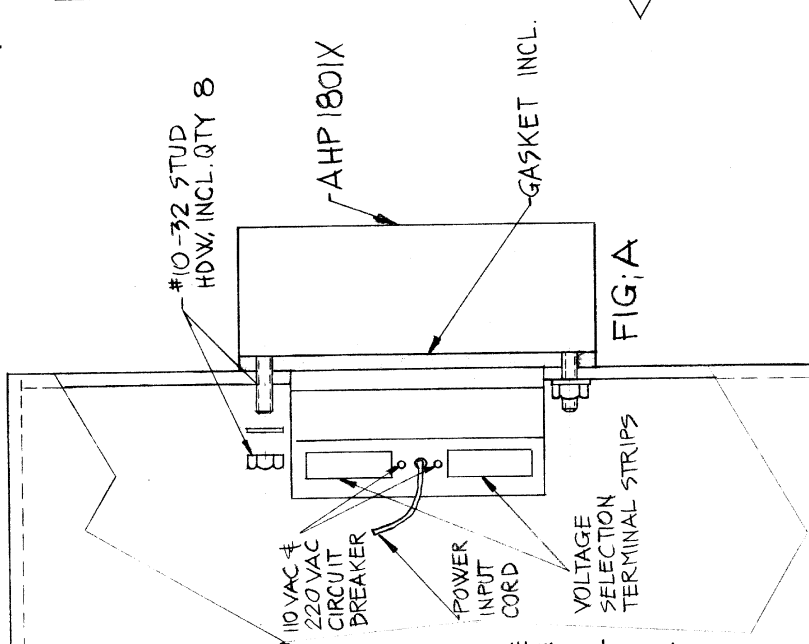 #10-32 STUD
HDW, INCL. QTY 8
AHP1801X
GASKET INCL.
FIG; A
110 VAC &
220 VAC
CIRCUIT
BREAKER
POWER
INPUT
CORD
VOLTAGE
SELECTION
TERMINAL STRIPS